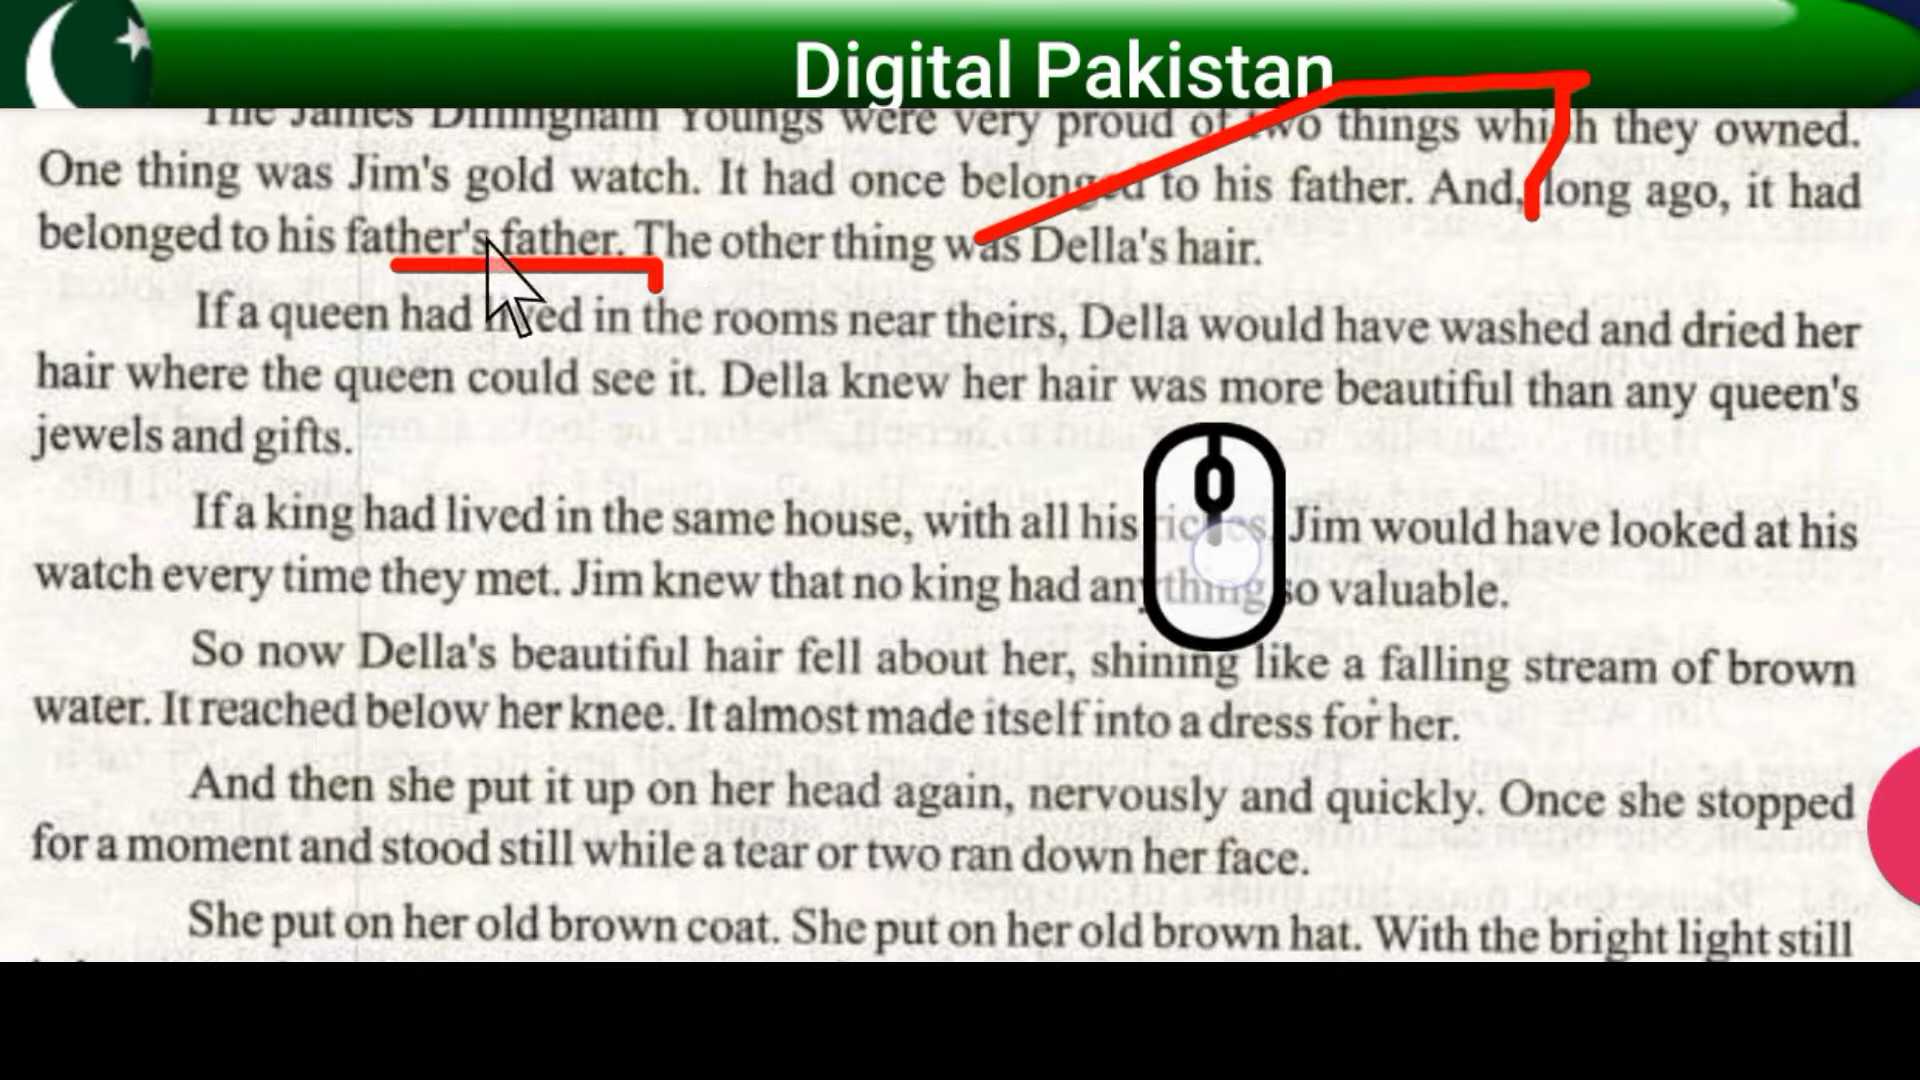 Digital Pakistan
The James Dillingham Youngs were very proud of two things which they owned.
One thing was Jim's gold watch. It had once belonged to his father. And, long ago, it had
belonged to his father's father. The other thing was Della's hair.
If a queen had lived in the rooms near theirs, Della would have washed and dried her
hair where the queen could see it. Della knew her hair was more beautiful than any queen's
jewels and gifts.
If a king had lived in the same house, with all his riches, Jim would have looked at his
watch every time they met. Jim knew that no king had anything so valuable.
So now Della's beautiful hair fell about her, shining like a falling stream of brown
water. It reached below her knee. It almost made itself into a dress for her.
And then she put it up on her head again, nervously and quickly. Once she stopped
for a moment and stood still while a tear or two ran down her face.
She put on her old brown coat. She put on her old brown hat. With the bright light still